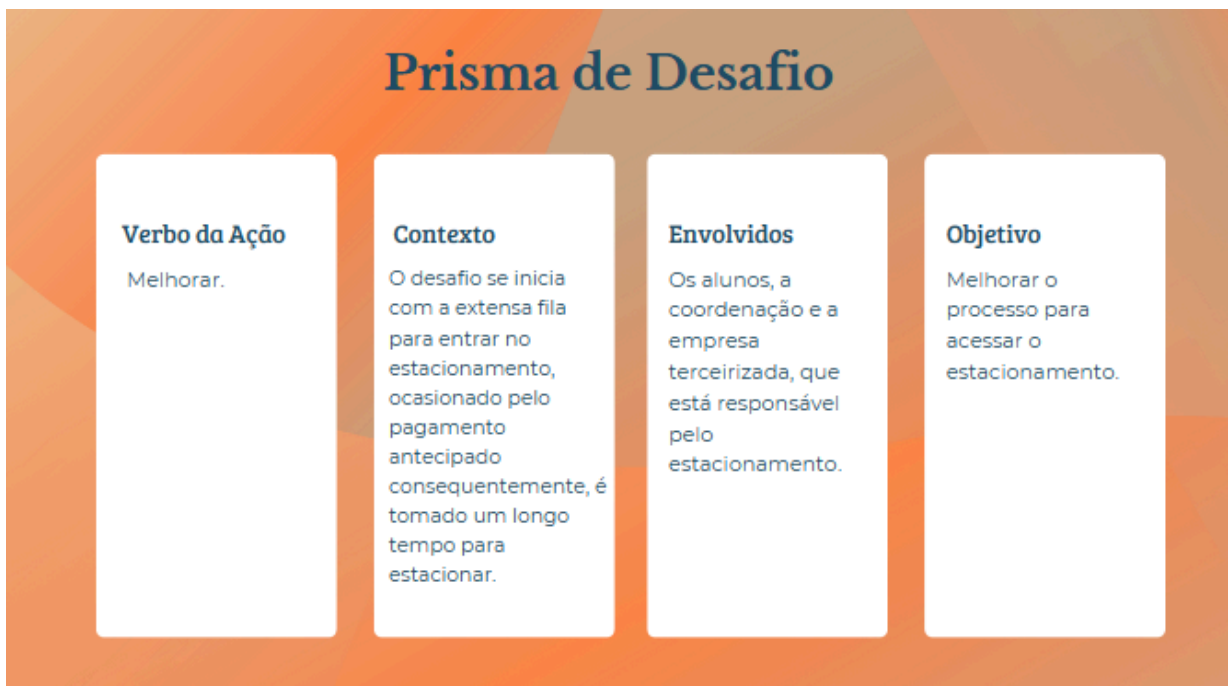 Prisma de Desafio
Verbo da Ação
Melhorar.
Contexto
O desafio se inicia
com a extensa fila
para entrar no
estacionamento,
ocasionado pelo
pagamento
antecipado
consequentemente, é
tomado um longo
tempo para
estacionar.
Envolvidos
Os alunos, a
coordenação e a
empresa
terceirizada, que
está responsável
pelo
estacionamento.
Objetivo
Melhorar o
processo para
acessar o
estacionamento.